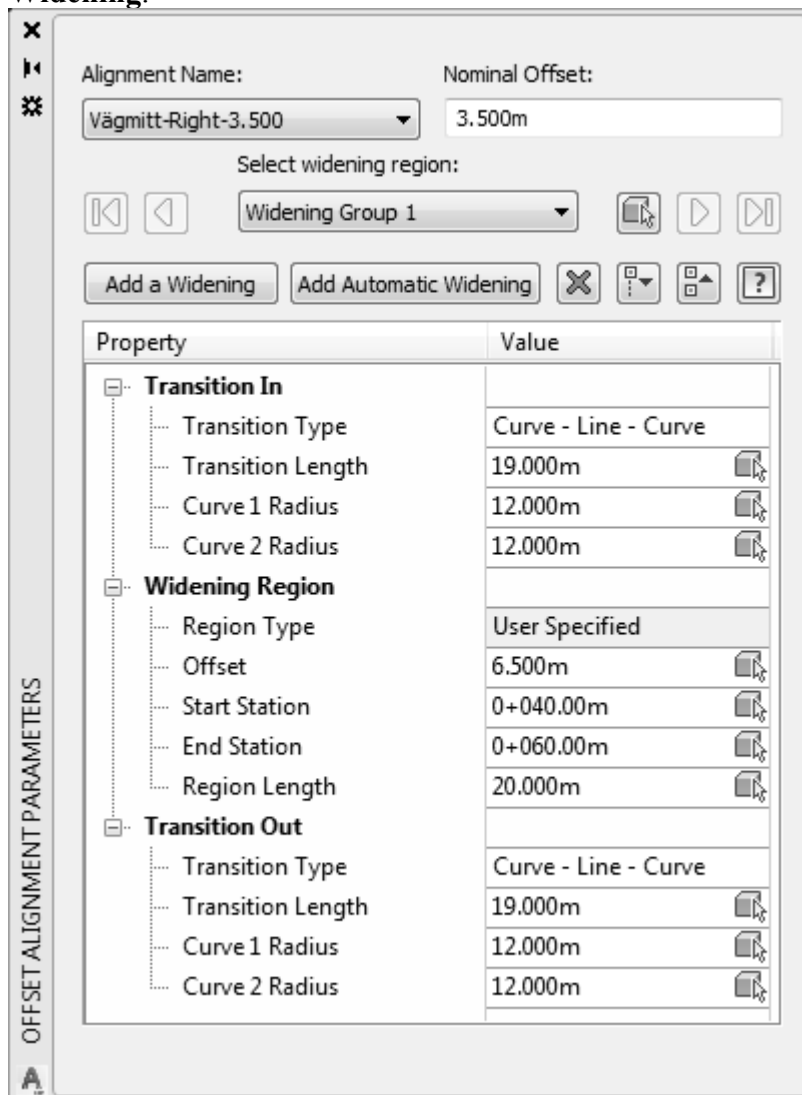 Widening.
Alignment Name:
Nominal Offset:
Vägmitt-Right-3.500
3.500m
Select widening region:
Widening Group 1
Add a Widening
Add Automatic Widening
?
Property Value
Transition In
Transition Type Curve - Line - Curve
Transition Length 19.000m
Curve 1 Radius 12.000m
Curve 2 Radius 12.000m
Widening Region
Region Type User Specified
Offset 6.500m
Start Station 0+040.00m
End Station 0+060.00m
Region Length 20.000m
Transition Out
Transition Type Curve - Line - Curve
Transition Length 19.000m
Curve 1 Radius 12.000m
Curve 2 Radius 12.000m
OFFSET ALIGNMENT PARAMETERS